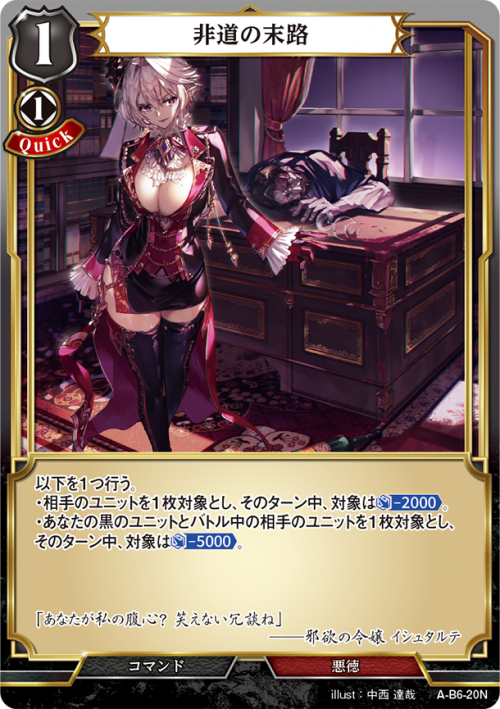 1
非道の末路
1
Quick
以下を1つ行う。
・相手のユニットを1枚対象とし、そのターン中、対象は-2000。
・あなたの黒のユニットとバトル中の相手のユニットを1枚対象とし、
そのターン中、対象は-5000。
「あなたが私の腹心? 笑えない冗談ね」
――邪欲の令嬢 イシュタルテ
コマンド
悪徳
illust:中西 達哉
A-B6-20N